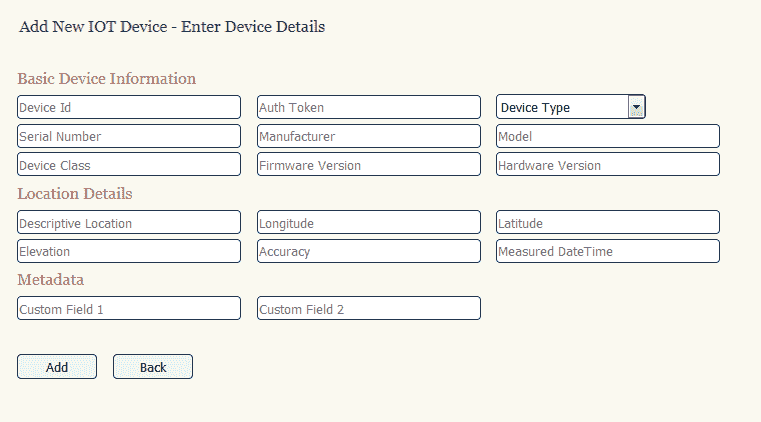 Add New IOT Device - Enter Device Details
Basic Device Information
Device Id Auth Token Device Type
Serial Number Manufacturer Model
Device Class Firmware Version Hardware Version
Location Details
Descriptive Location Longitude Latitude
Elevation Accuracy Measured DateTime
Metadata
Custom Field 1 Custom Field 2
Add Back